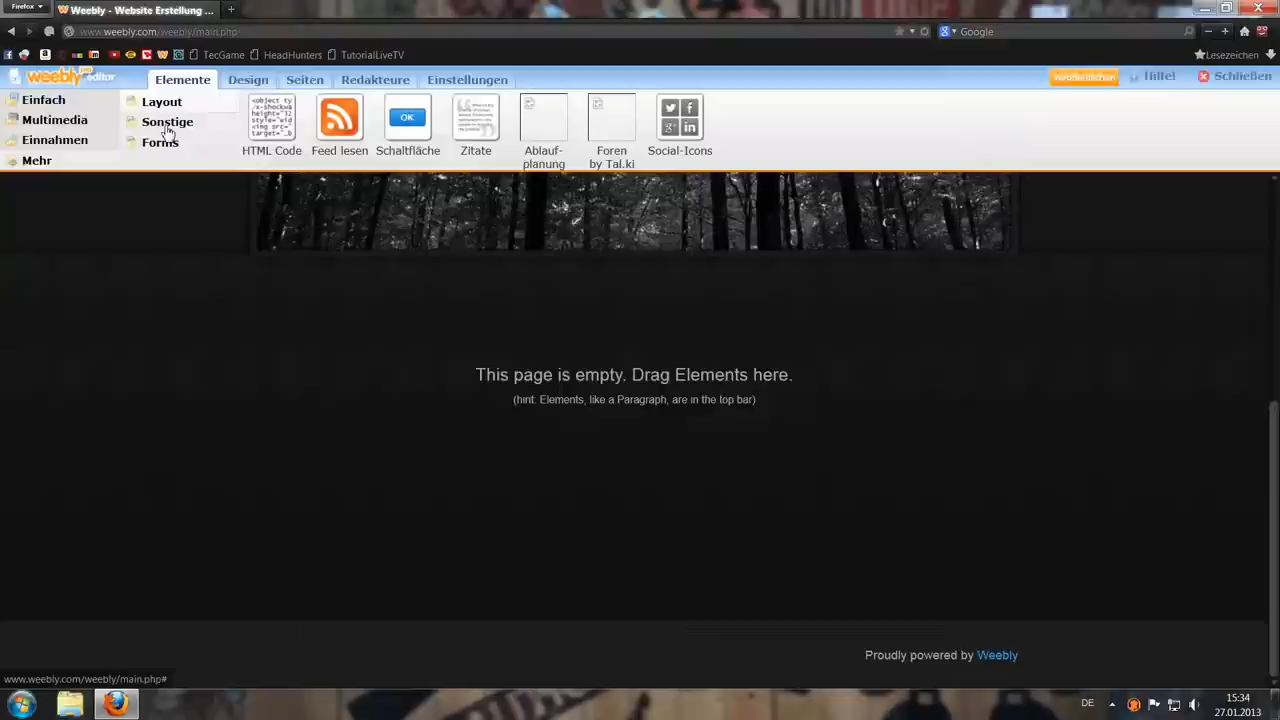 Firefox
Weebly - Website Erstellung ...
www.weebly.com/weebly/main.php
Google
TecGame
HeadHunters
TutorialLiveTV
Lesezeichen
weebly pro editor
Elemente
Design
Seiten
Redakteure
Einstellungen
Veröffentlichen
Hilfe!
Schließen
Einfach
Multimedia
Einnahmen
Mehr
Layout
Sonstige
Forms
OK
HTML Code
Feed lesen
Schaltfläche
Zitate
Ablauf-
planung
Foren
by Tal.ki
Social-Icons
This page is empty. Drag Elements here.
(hint: Elements, like a Paragraph, are in the top bar)
Proudly powered by Weebly
www.weebly.com/weebly/main.php#
DE
15:34
27.01.2013